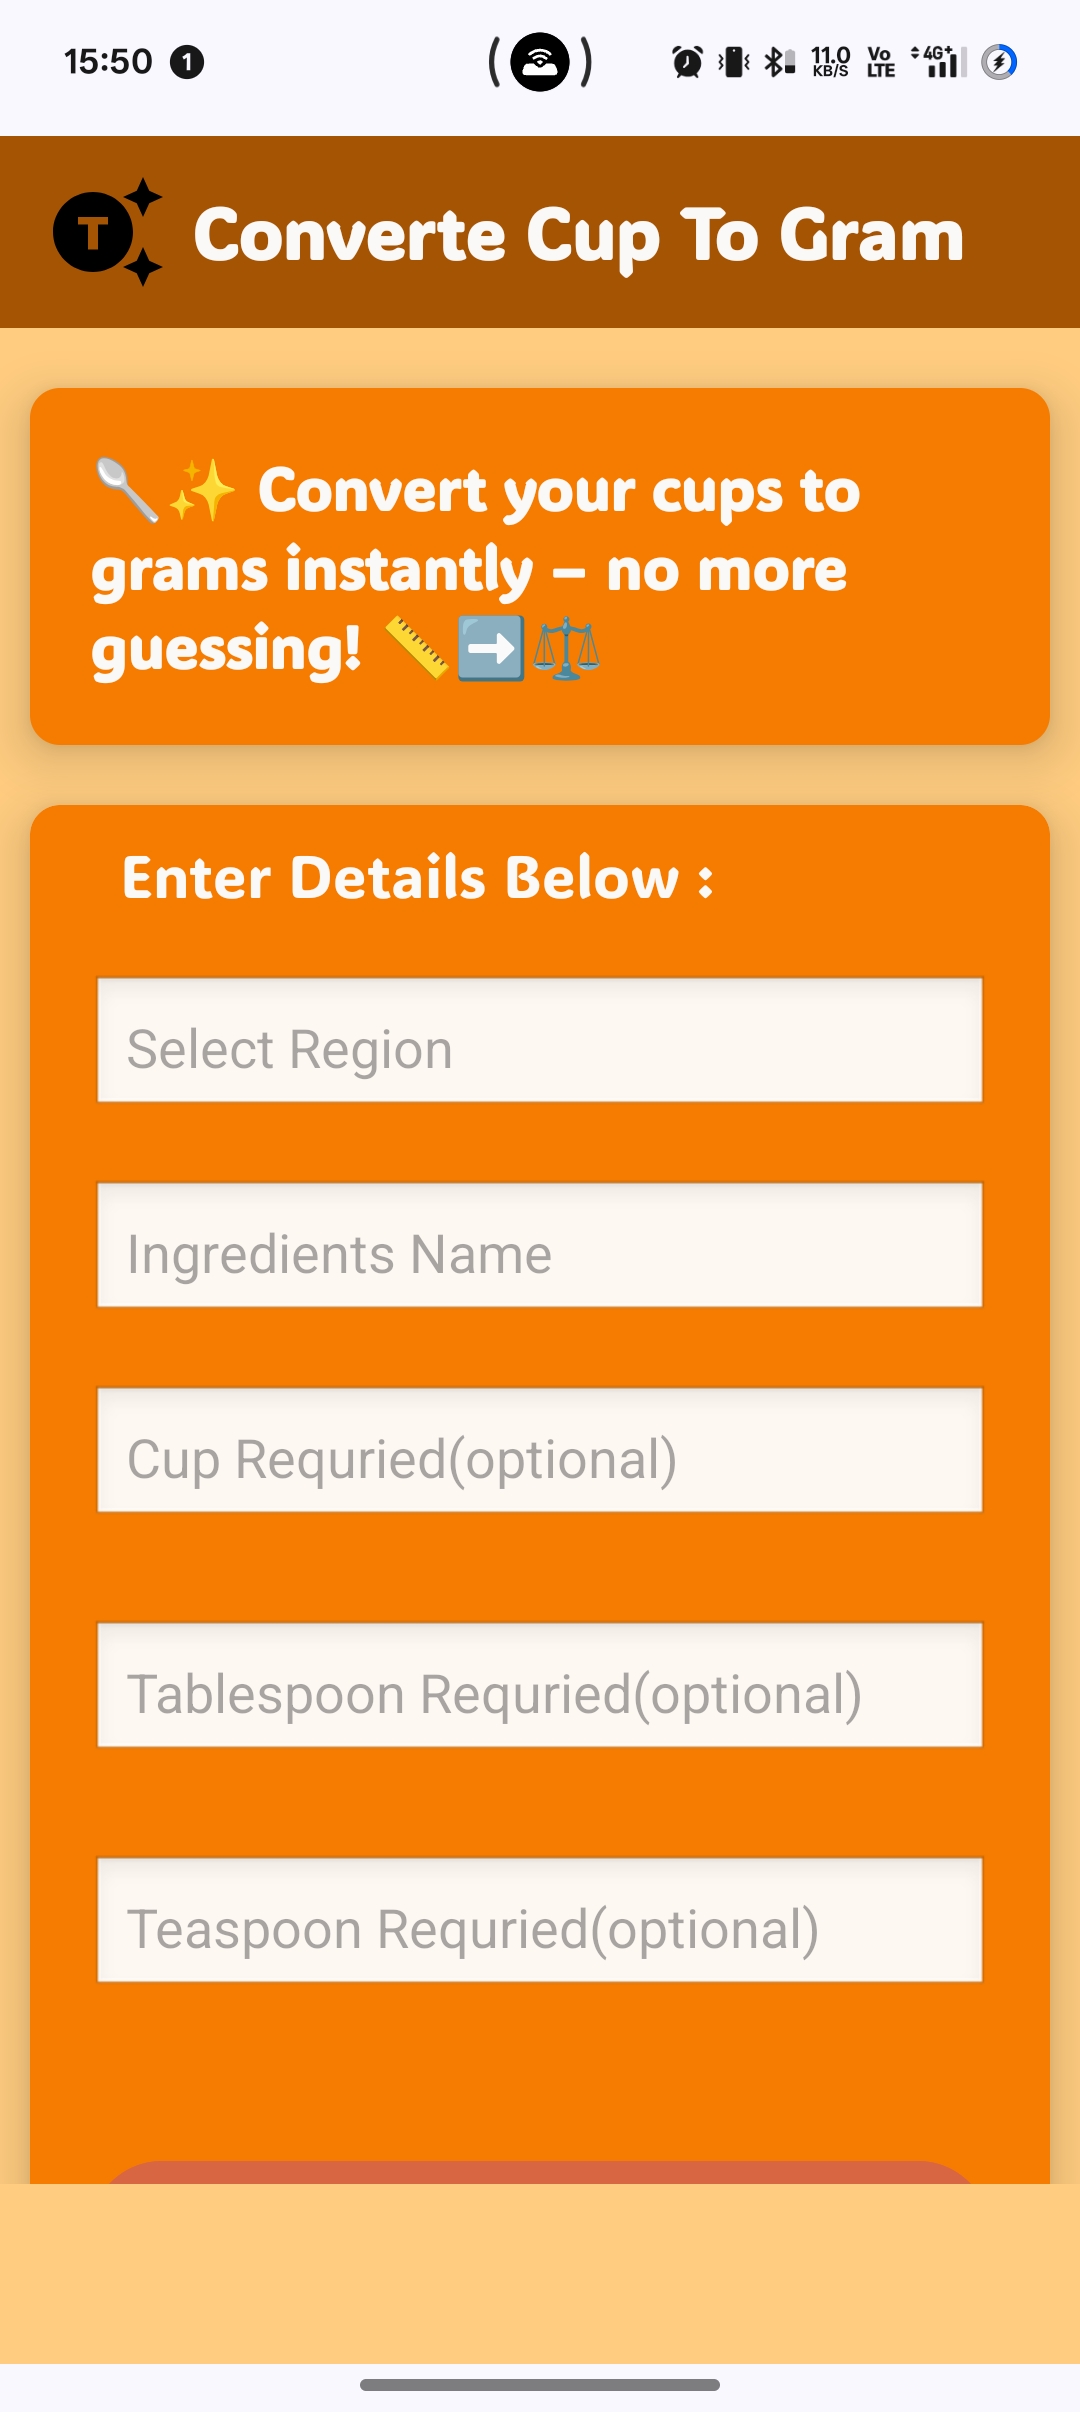 15:50 1 11.0 KB/S Vo LTE 4G+
T Converte Cup To Gram
🥄✨ Convert your cups to
grams instantly – no more
guessing! 📏➡️⚖️
Enter Details Below :
Select Region
Ingredients Name
Cup Requried(optional)
Tablespoon Requried(optional)
Teaspoon Requried(optional)